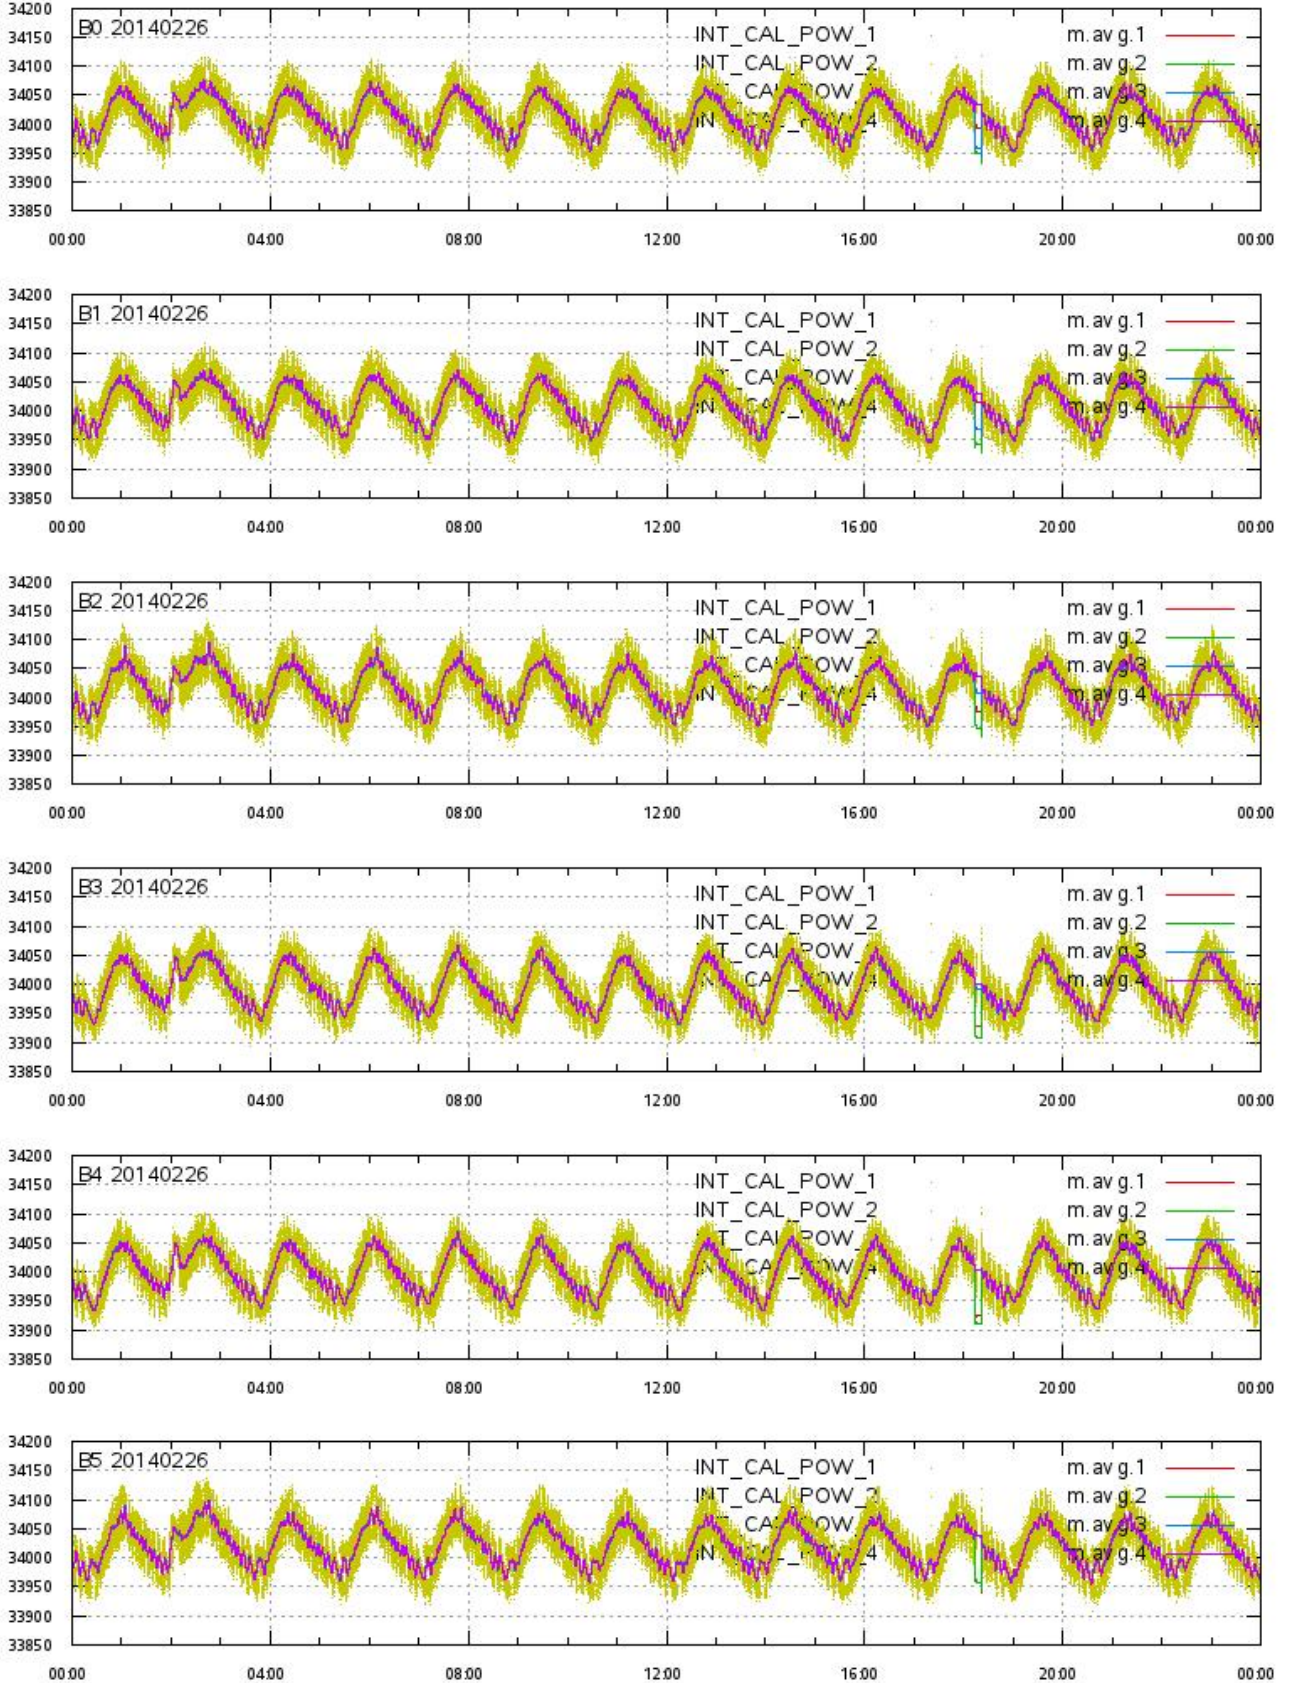 34200
B0 20140226
34150 INT_CAL_POW_1 m.avg.1
34100 INT_CAL_POW_2 m.avg.2
34050 m.avg.3
34000 m.avg.4
33950
33900
33850
00:00 04:00 08:00 12:00 16:00 20:00 00:00
34200
B1 20140226
34150 INT_CAL_POW_1 m.avg.1
34100 INT_CAL_POW_2 m.avg.2
34050 m.avg.3
34000 m.avg.4
33950
33900
33850
00:00 04:00 08:00 12:00 16:00 20:00 00:00
34200
B2 20140226
34150 INT_CAL_POW_1 m.avg.1
34100 INT_CAL_POW_2 m.avg.2
34050 m.avg.3
34000 m.avg.4
33950
33900
33850
00:00 04:00 08:00 12:00 16:00 20:00 00:00
34200
B3 20140226
34150 INT_CAL_POW_1 m.avg.1
34100 INT_CAL_POW_2 m.avg.2
34050 m.avg.3
34000 m.avg.4
33950
33900
33850
00:00 04:00 08:00 12:00 16:00 20:00 00:00
34200
B4 20140226
34150 INT_CAL_POW_1 m.avg.1
34100 INT_CAL_POW_2 m.avg.2
34050 m.avg.3
34000 m.avg.4
33950
33900
33850
00:00 04:00 08:00 12:00 16:00 20:00 00:00
34200
B5 20140226
34150 INT_CAL_POW_1 m.avg.1
34100 INT_CAL_POW_2 m.avg.2
34050 m.avg.3
34000 m.avg.4
33950
33900
33850
00:00 04:00 08:00 12:00 16:00 20:00 00:00